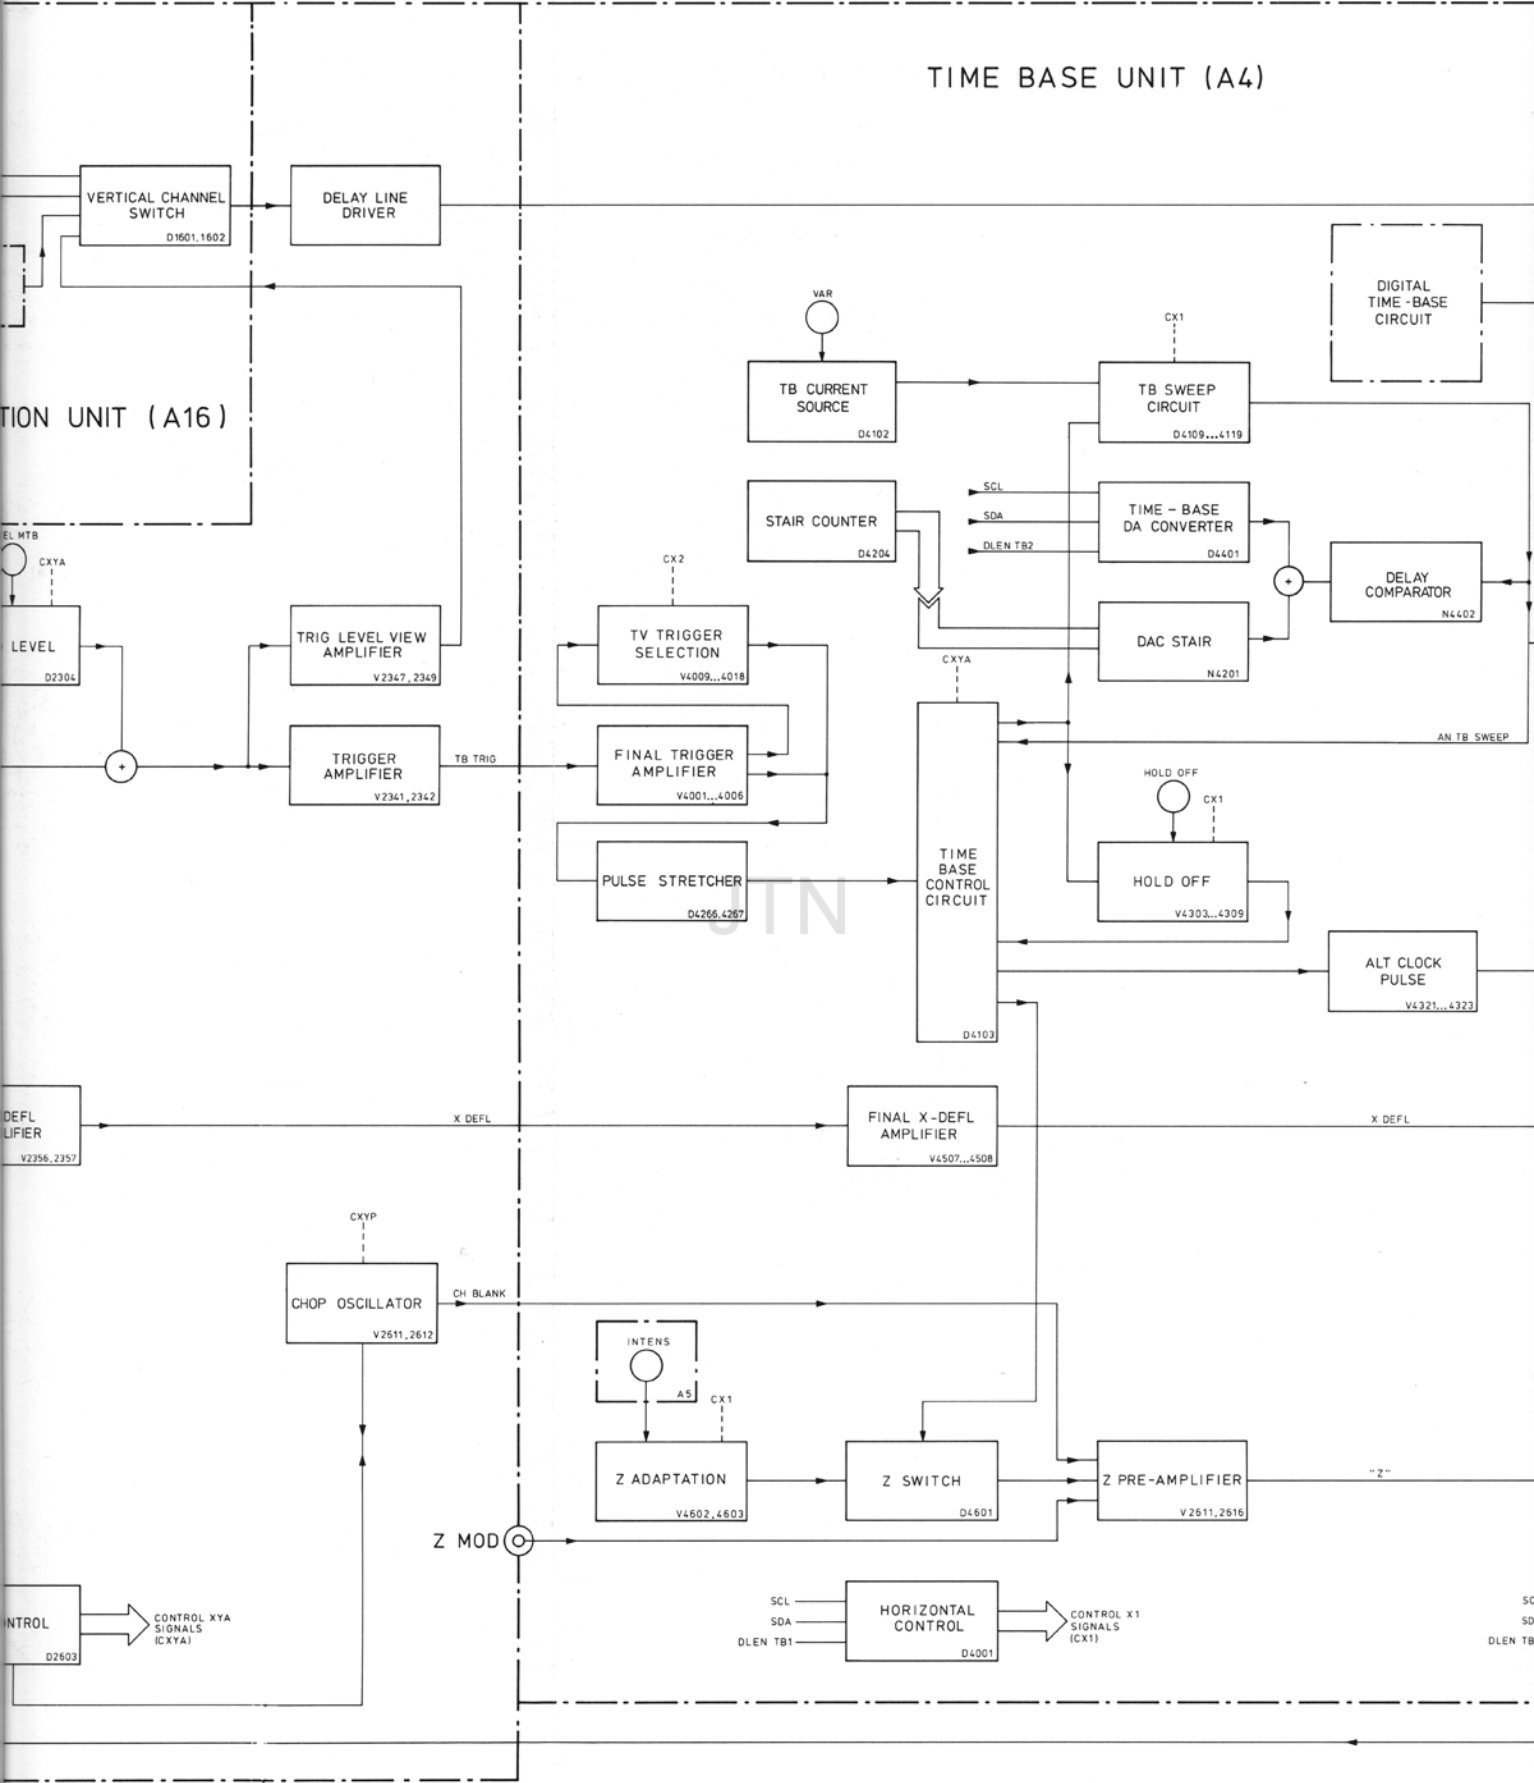 TIME BASE UNIT (A4)
VERTICAL CHANNEL
SWITCH
D1601,1602
DELAY LINE
DRIVER
DIGITAL
TIME-BASE
CIRCUIT
VAR
CX1
TB CURRENT
SOURCE
D4102
TB SWEEP
CIRCUIT
D4109...4119
TION UNIT (A16)
STAIR COUNTER
D4204
SCL
SDA
DLEN TB2
TIME-BASE
DA CONVERTER
D4401
+
DELAY
COMPARATOR
N4402
EL MTB
CXYA
LEVEL
D2304
TRIG LEVEL VIEW
AMPLIFIER
V2347,2349
CX2
TV TRIGGER
SELECTION
V4009...4018
DAC STAIR
N4201
CXYA
AN TB SWEEP
+
TRIGGER
AMPLIFIER
V2341,2342
TB TRIG
FINAL TRIGGER
AMPLIFIER
V4001...4006
HOLD OFF
CX1
PULSE STRETCHER
D4266,4267
JTN
TIME
BASE
CONTROL
CIRCUIT
D4103
HOLD OFF
V4303...4309
ALT CLOCK
PULSE
V4321...4323
DEFL
LIFIER
V2356,2357
X DEFL
FINAL X-DEFL
AMPLIFIER
V4507...4508
X DEFL
CXYP
CHOP OSCILLATOR
V2611,2612
CH BLANK
INTENS
A5
CX1
Z ADAPTATION
V4602,4603
Z SWITCH
D4601
Z PRE-AMPLIFIER
V2611,2616
"Z"
Z MOD
NTROL
D2603
CONTROL XYA
SIGNALS
(CXYA)
SCL
SDA
DLEN TB1
HORIZONTAL
CONTROL
D4001
CONTROL X1
SIGNALS
(CX1)
SC
SD
DLEN TB